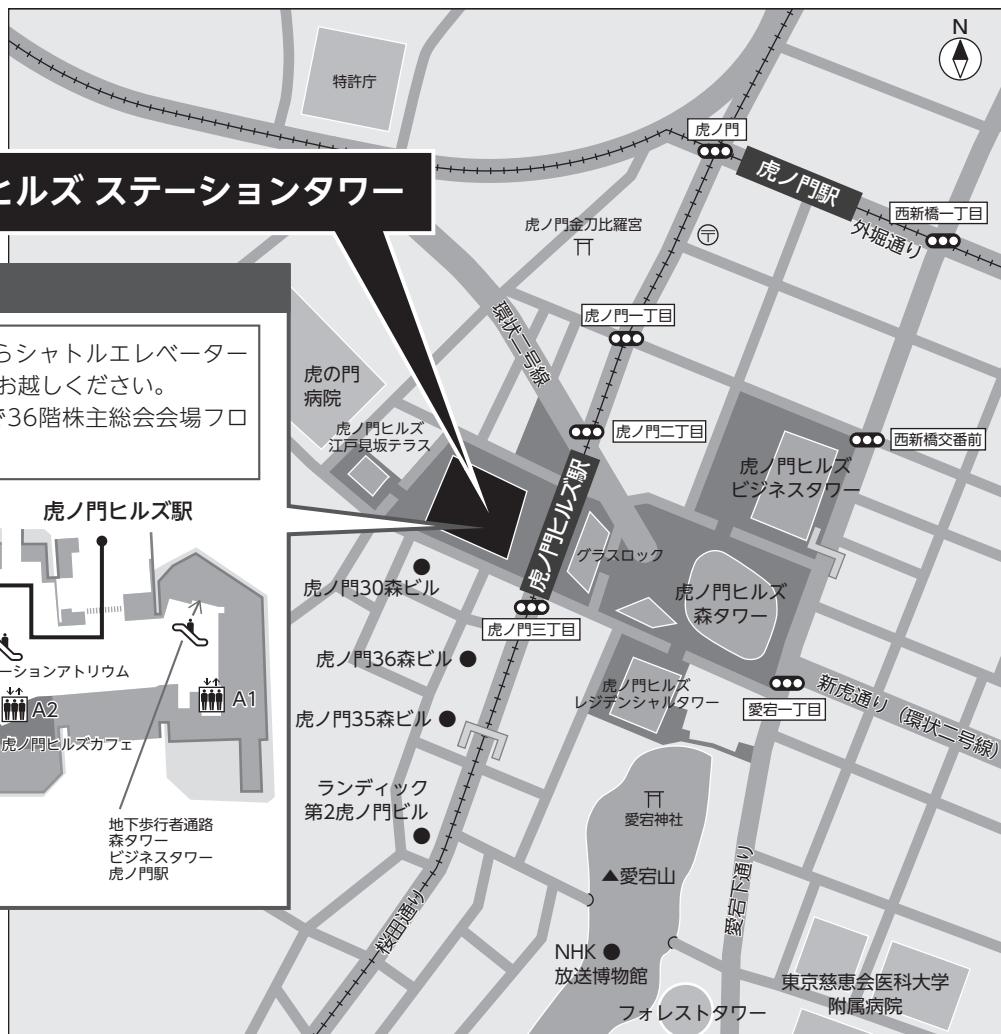 N
特許庁
虎ノ門
虎ノ門駅
西新橋一丁目
外堀通り
ヒルズ ステーションタワー
虎ノ門金刀比羅宮
〒
環状二号線
虎ノ門一丁目
らシャトルエレベーター
お越しください。
で36階株主総会会場フロ
虎の門
病院
虎ノ門ヒルズ
江戸見坂テラス
虎ノ門二丁目
西新橋交番前
虎ノ門ヒルズ
ビジネスタワー
虎ノ門ヒルズ駅
虎ノ門ヒルズ駅
グラスロック
虎ノ門30森ビル
虎ノ門ヒルズ
森タワー
虎ノ門三丁目
虎ノ門36森ビル
虎ノ門ヒルズ
レジデンシャルタワー
新虎通り(環状二号線)
愛宕一丁目
虎ノ門35森ビル
ーションアトリウム
A2
A1
虎ノ門ヒルズカフェ
ランディック
第2虎ノ門ビル
地下歩行者通路
森タワー
ビジネスタワー
虎ノ門駅
愛宕神社
▲愛宕山
愛宕下通り
桜田通り
NHK
放送博物館
東京慈恵会医科大学
附属病院
フォレストタワー